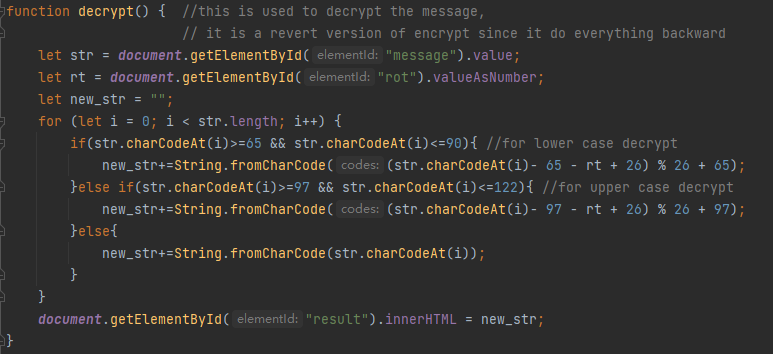 function decrypt() {  //this is used to decrypt the message,
                      // it is a revert version of encrypt since it do everything backward
    let str = document.getElementById( elementId: "message").value;
    let rt = document.getElementById( elementId: "rot").valueAsNumber;
    let new_str = "";
    for (let i = 0; i < str.length; i++) {
        if(str.charCodeAt(i)>=65 && str.charCodeAt(i)<=90){ //for lower case decrypt
            new_str+=String.fromCharCode( codes: (str.charCodeAt(i)- 65 - rt + 26) % 26 + 65);
        }else if(str.charCodeAt(i)>=97 && str.charCodeAt(i)<=122){ //for upper case decrypt
            new_str+=String.fromCharCode( codes: (str.charCodeAt(i)- 97 - rt + 26) % 26 + 97);
        }else{
            new_str+=String.fromCharCode(str.charCodeAt(i));
        }
    }
    document.getElementById( elementId: "result").innerHTML = new_str;
}